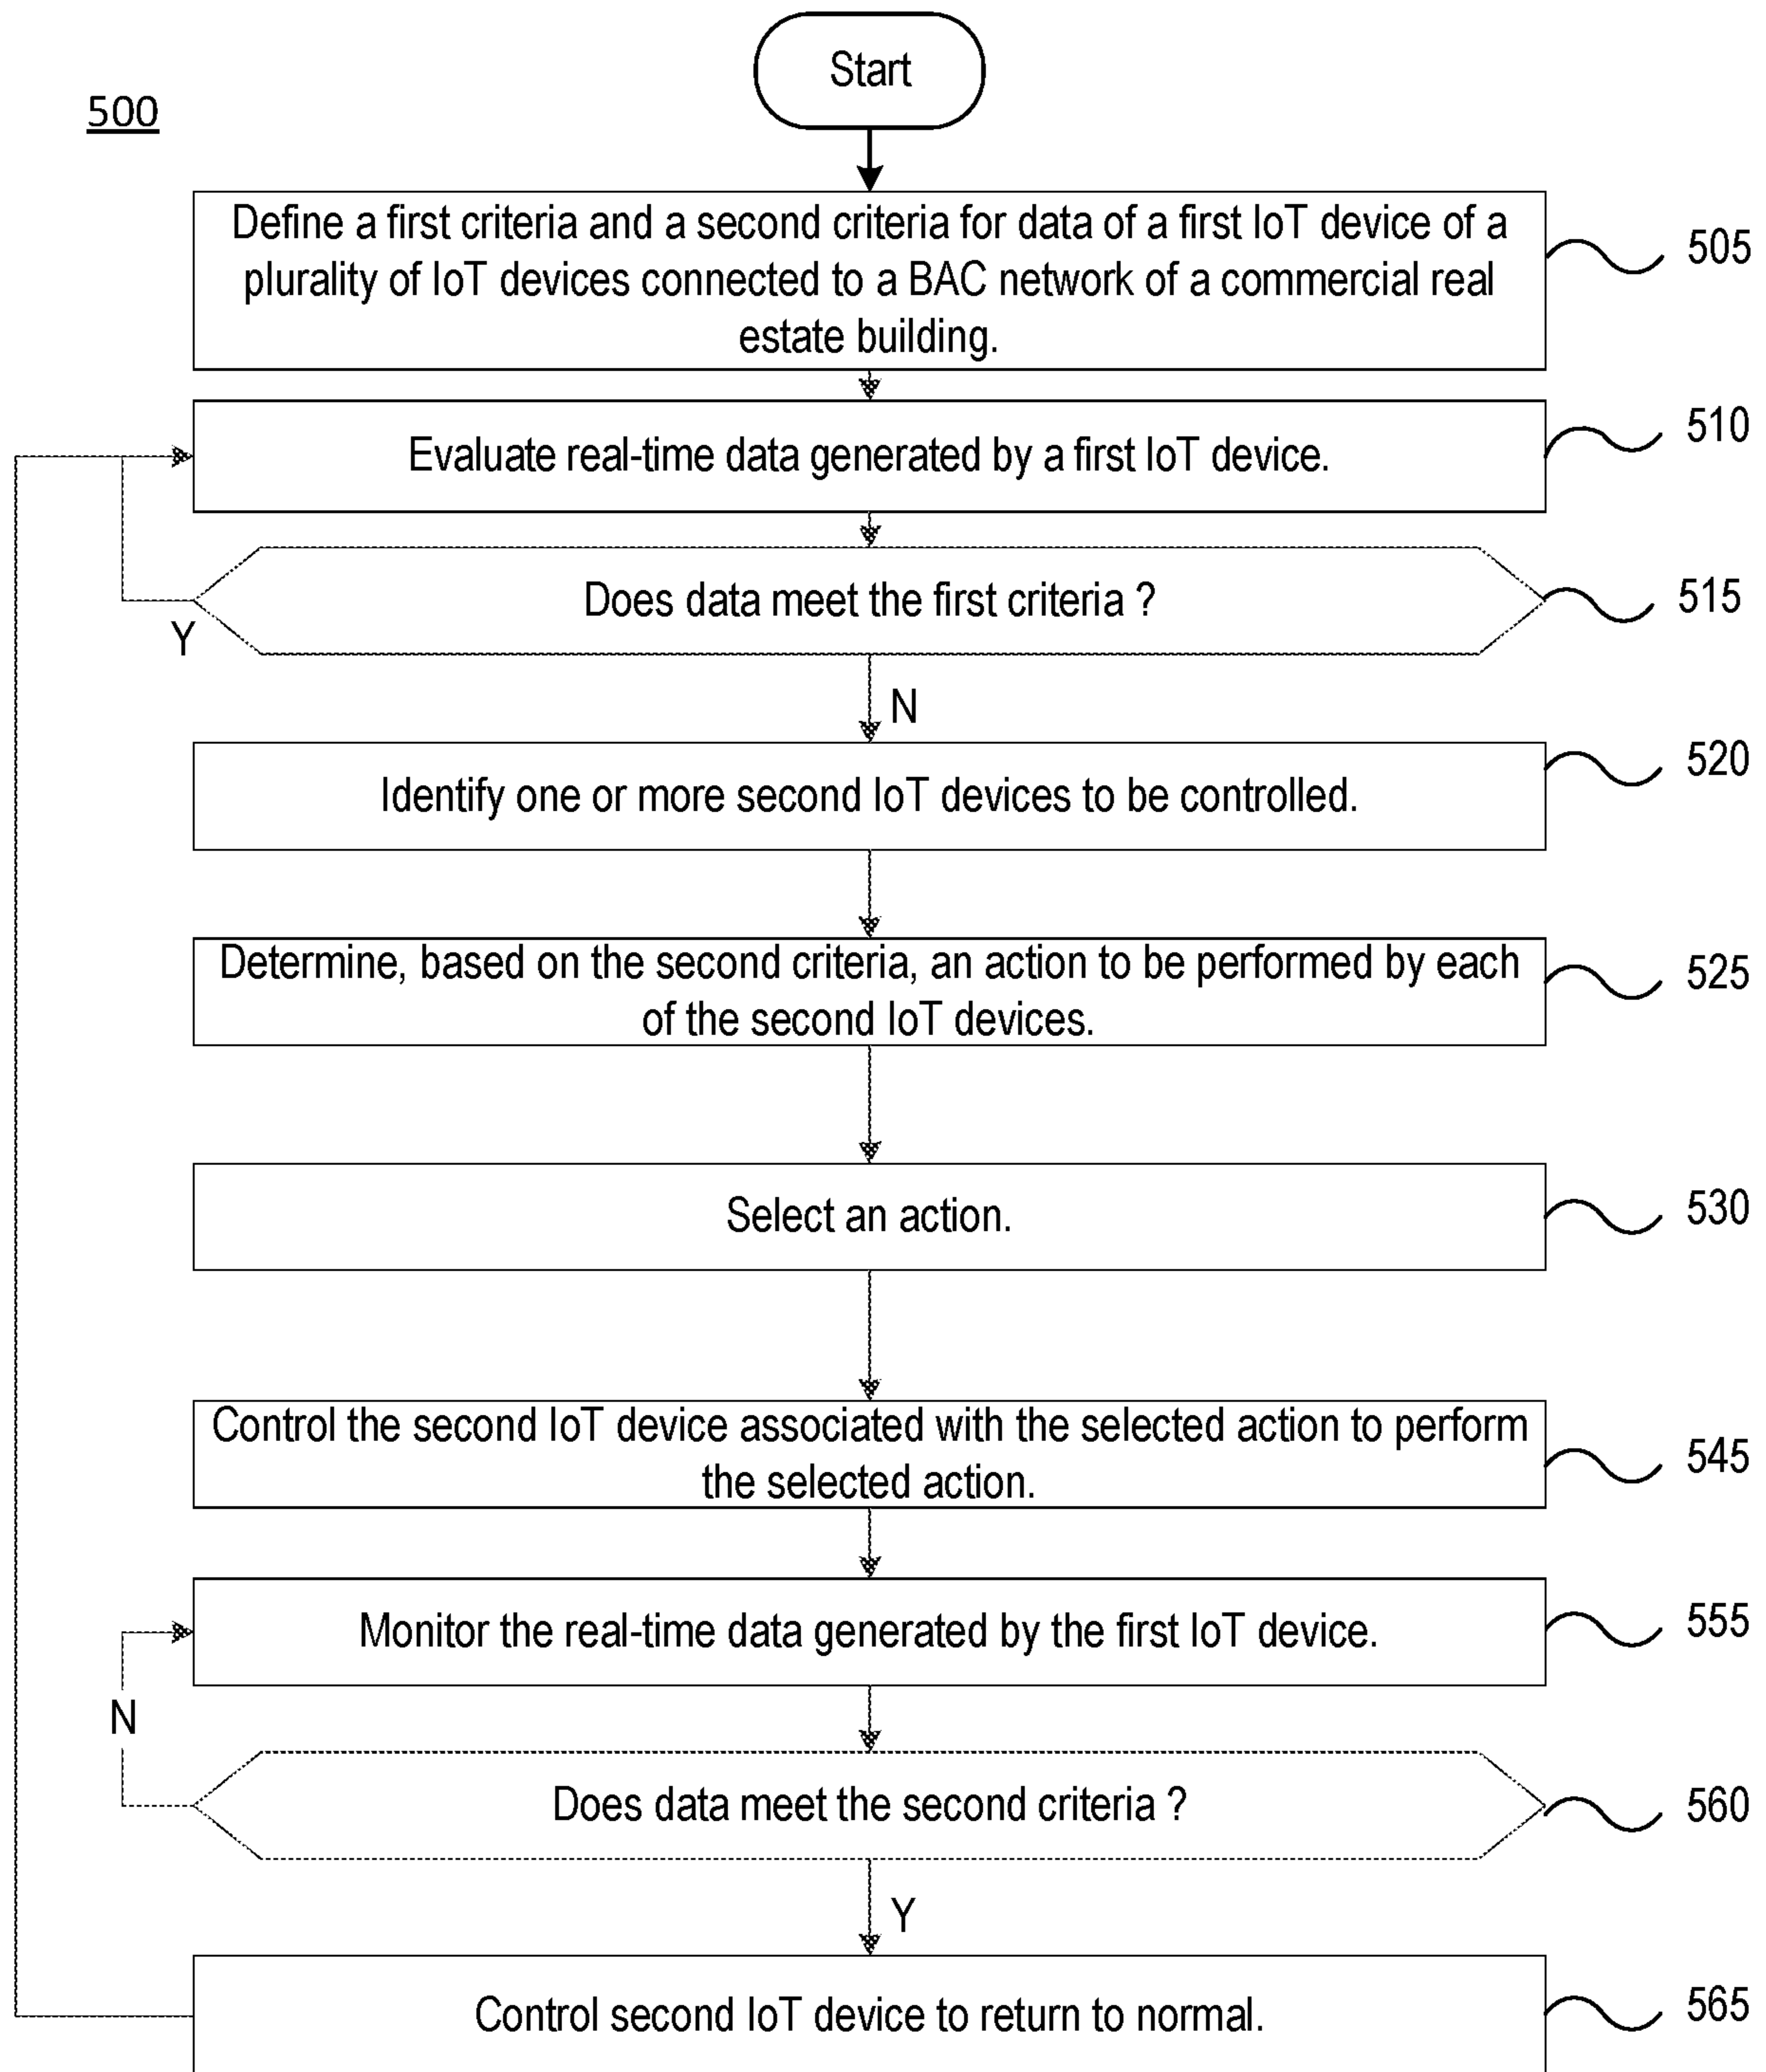 Start
500
Define a first criteria and a second criteria for data of a first IoT device of a
plurality of IoT devices connected to a BAC network of a commercial real
estate building.
505
Evaluate real-time data generated by a first IoT device.
510
Does data meet the first criteria ?
515
Y
N
Identify one or more second IoT devices to be controlled.
520
Determine, based on the second criteria, an action to be performed by each
of the second IoT devices.
525
Select an action.
530
Control the second IoT device associated with the selected action to perform
the selected action.
545
Monitor the real-time data generated by the first IoT device.
555
N
Does data meet the second criteria ?
560
Y
Control second IoT device to return to normal.
565